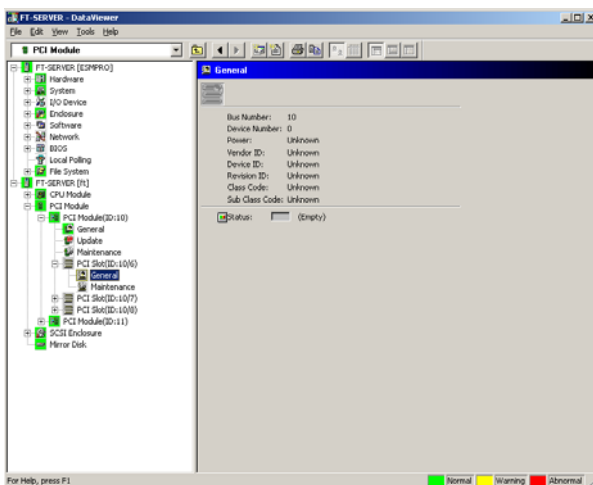 FT-SERVER - DataViewer
File Edit View Tools Help
PCI Module
FT-SERVER [ESMPRO]
Hardware
System
I/O Device
Enclosure
Software
Network
BIOS
Local Polling
File System
FT-SERVER [ft]
CPU Module
PCI Module
PCI Module(ID:10)
General
Update
Maintenance
PCI Slot(ID:10/6)
General
Maintenance
PCI Slot(ID:10/7)
PCI Slot(ID:10/8)
PCI Module(ID:11)
SCSI Enclosure
Mirror Disk
General
Bus Number: 10
Device Number: 0
Power: Unknown
Vendor ID: Unknown
Device ID: Unknown
Revision ID: Unknown
Class Code: Unknown
Sub Class Code: Unknown
Status: (Empty)
For Help, press F1
Normal Warning Abnormal